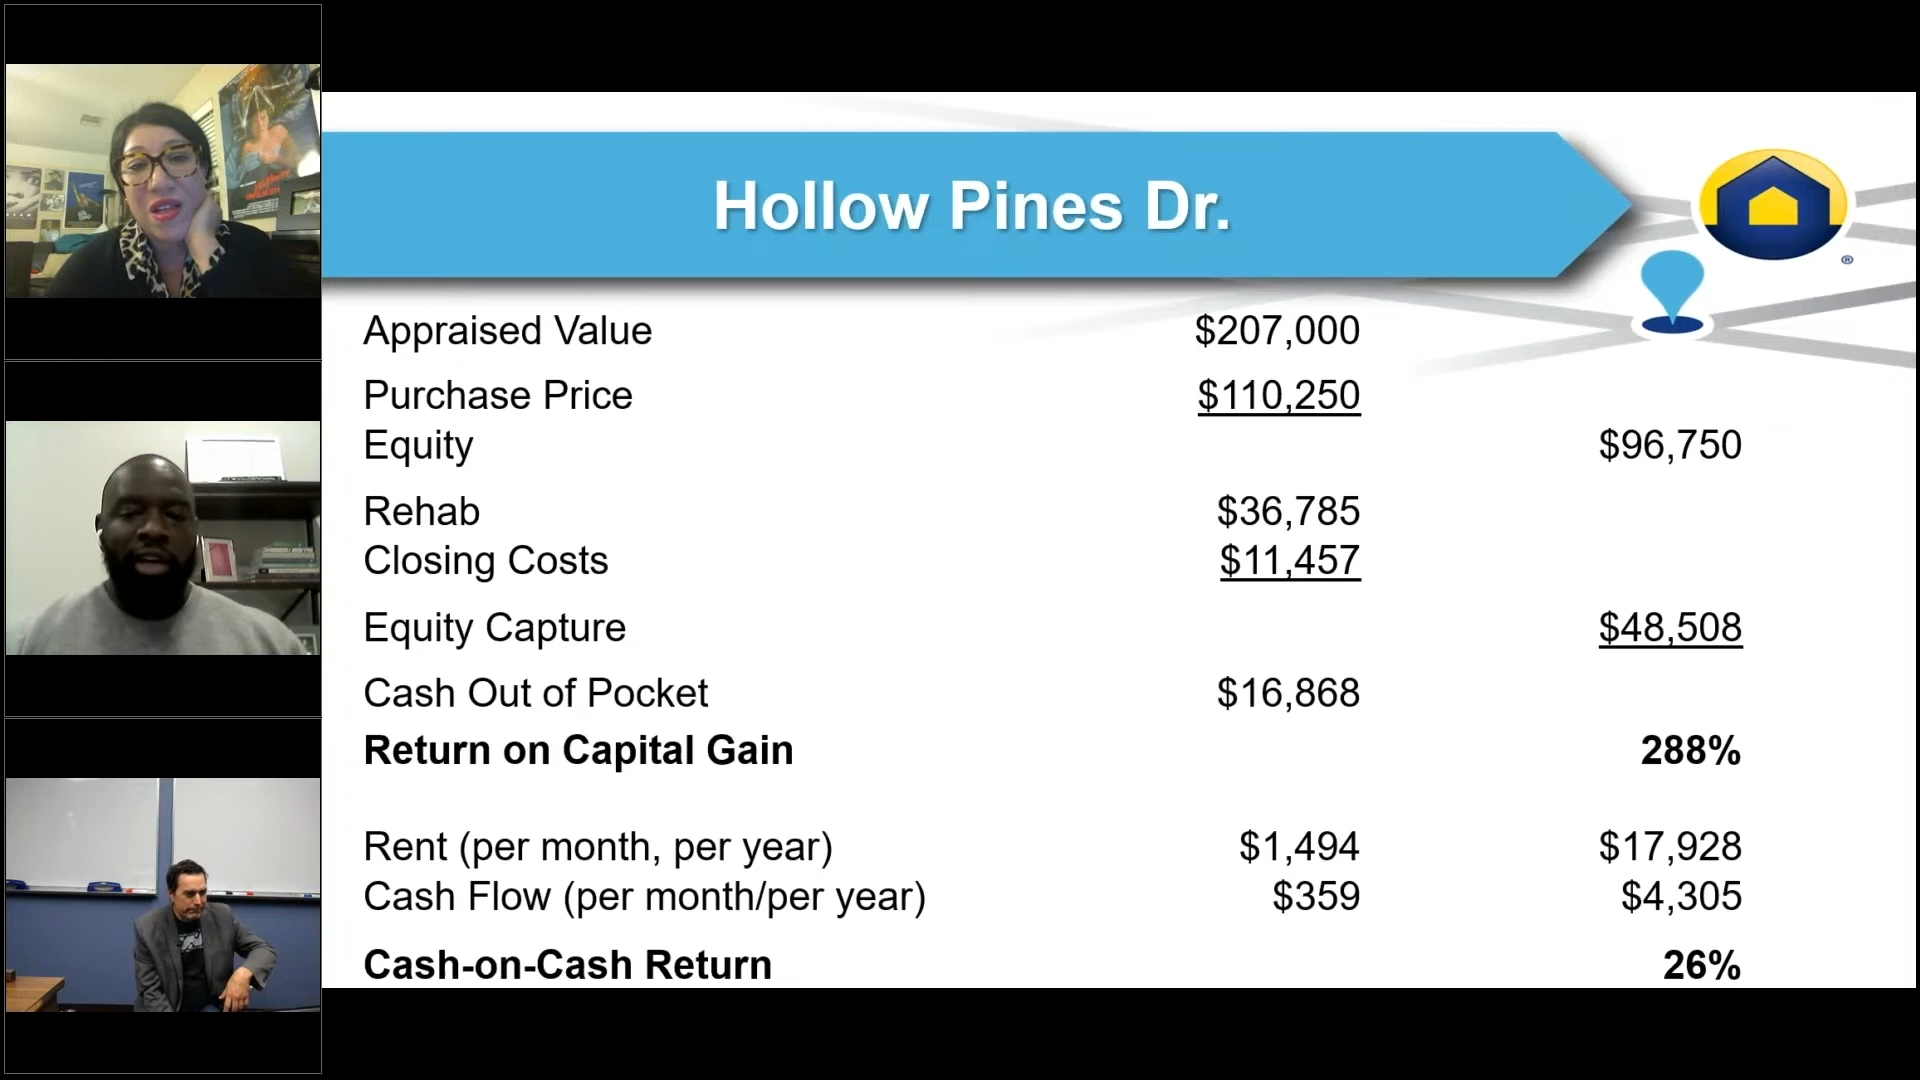 Hollow Pines Dr.
®
Appraised Value $207,000
Purchase Price $110,250
Equity $96,750
Rehab $36,785
Closing Costs $11,457
Equity Capture $48,508
Cash Out of Pocket $16,868
Return on Capital Gain 288%
Rent (per month, per year) $1,494 $17,928
Cash Flow (per month/per year) $359 $4,305
Cash-on-Cash Return 26%